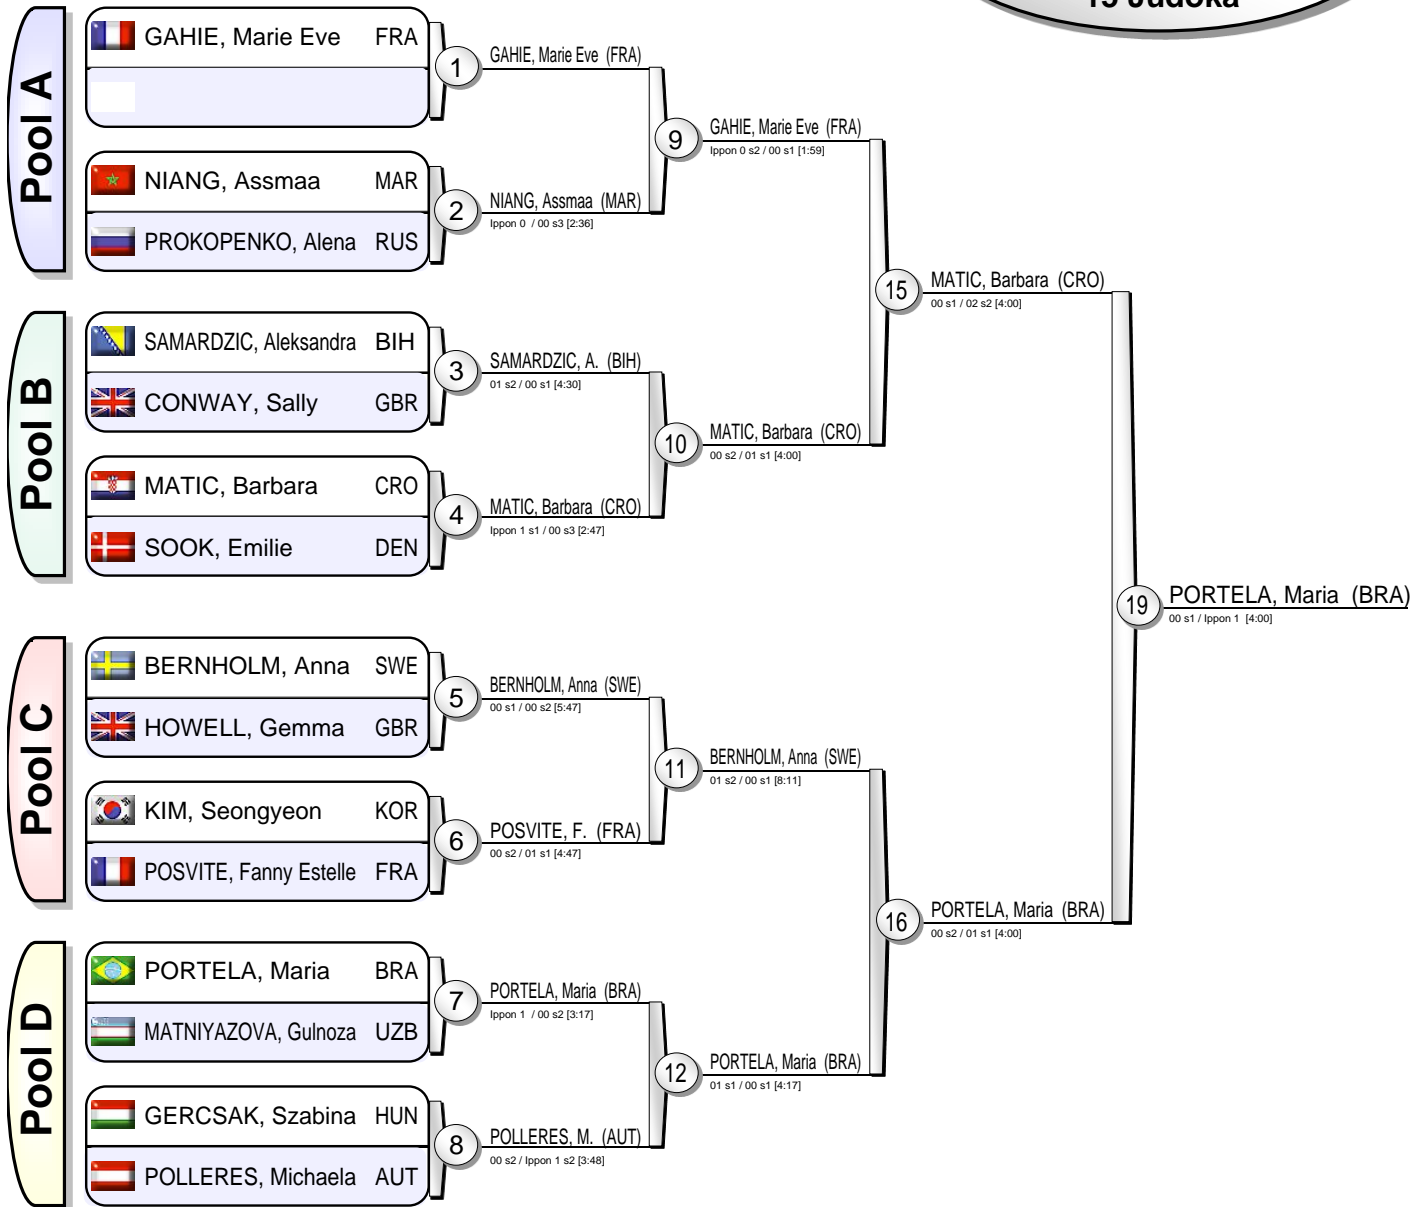 15 Judoka
Pool A
GAHIE, Marie Eve FRA
1
GAHIE, Marie Eve (FRA)
NIANG, Assmaa MAR
PROKOPENKO, Alena RUS
2
NIANG, Assmaa (MAR)
Ippon 0 / 00 s3 [2:36]
9
GAHIE, Marie Eve (FRA)
Ippon 0 s2 / 00 s1 [1:59]
Pool B
SAMARDZIC, Aleksandra BIH
CONWAY, Sally GBR
3
SAMARDZIC, A. (BIH)
01 s2 / 00 s1 [4:30]
MATIC, Barbara CRO
SOOK, Emilie DEN
4
MATIC, Barbara (CRO)
Ippon 1 s1 / 00 s3 [2:47]
10
MATIC, Barbara (CRO)
00 s2 / 01 s1 [4:00]
15
MATIC, Barbara (CRO)
00 s1 / 02 s2 [4:00]
Pool C
BERNHOLM, Anna SWE
HOWELL, Gemma GBR
5
BERNHOLM, Anna (SWE)
00 s1 / 00 s2 [5:47]
KIM, Seongyeon KOR
POSVITE, Fanny Estelle FRA
6
POSVITE, F. (FRA)
00 s2 / 01 s1 [4:47]
11
BERNHOLM, Anna (SWE)
01 s2 / 00 s1 [8:11]
Pool D
PORTELA, Maria BRA
MATNIYAZOVA, Gulnoza UZB
7
PORTELA, Maria (BRA)
Ippon 1 / 00 s2 [3:17]
GERCSAK, Szabina HUN
POLLERES, Michaela AUT
8
POLLERES, M. (AUT)
00 s2 / Ippon 1 s2 [3:48]
12
PORTELA, Maria (BRA)
01 s1 / 00 s1 [4:17]
16
PORTELA, Maria (BRA)
00 s2 / 01 s1 [4:00]
19
PORTELA, Maria (BRA)
00 s1 / Ippon 1 [4:00]